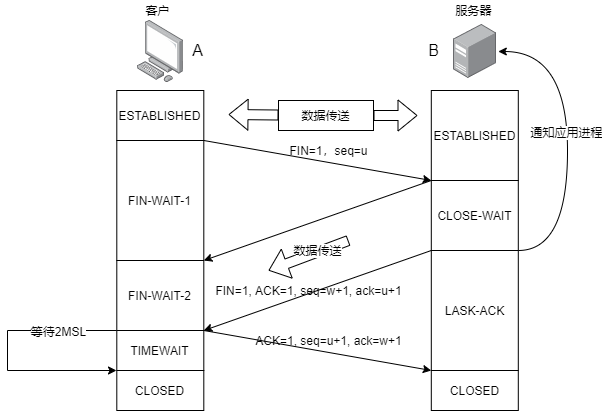 客户
服务器
A
B
ESTABLISHED
数据传送
ESTABLISHED
通知应用进程
FIN=1, seq=u
FIN-WAIT-1
CLOSE-WAIT
数据传送
FIN=1, ACK=1, seq=w+1, ack=u+1
FIN-WAIT-2
LASK-ACK
等待2MSL
ACK=1, seq=u+1, ack=w+1
TIMEWAIT
CLOSED
CLOSED